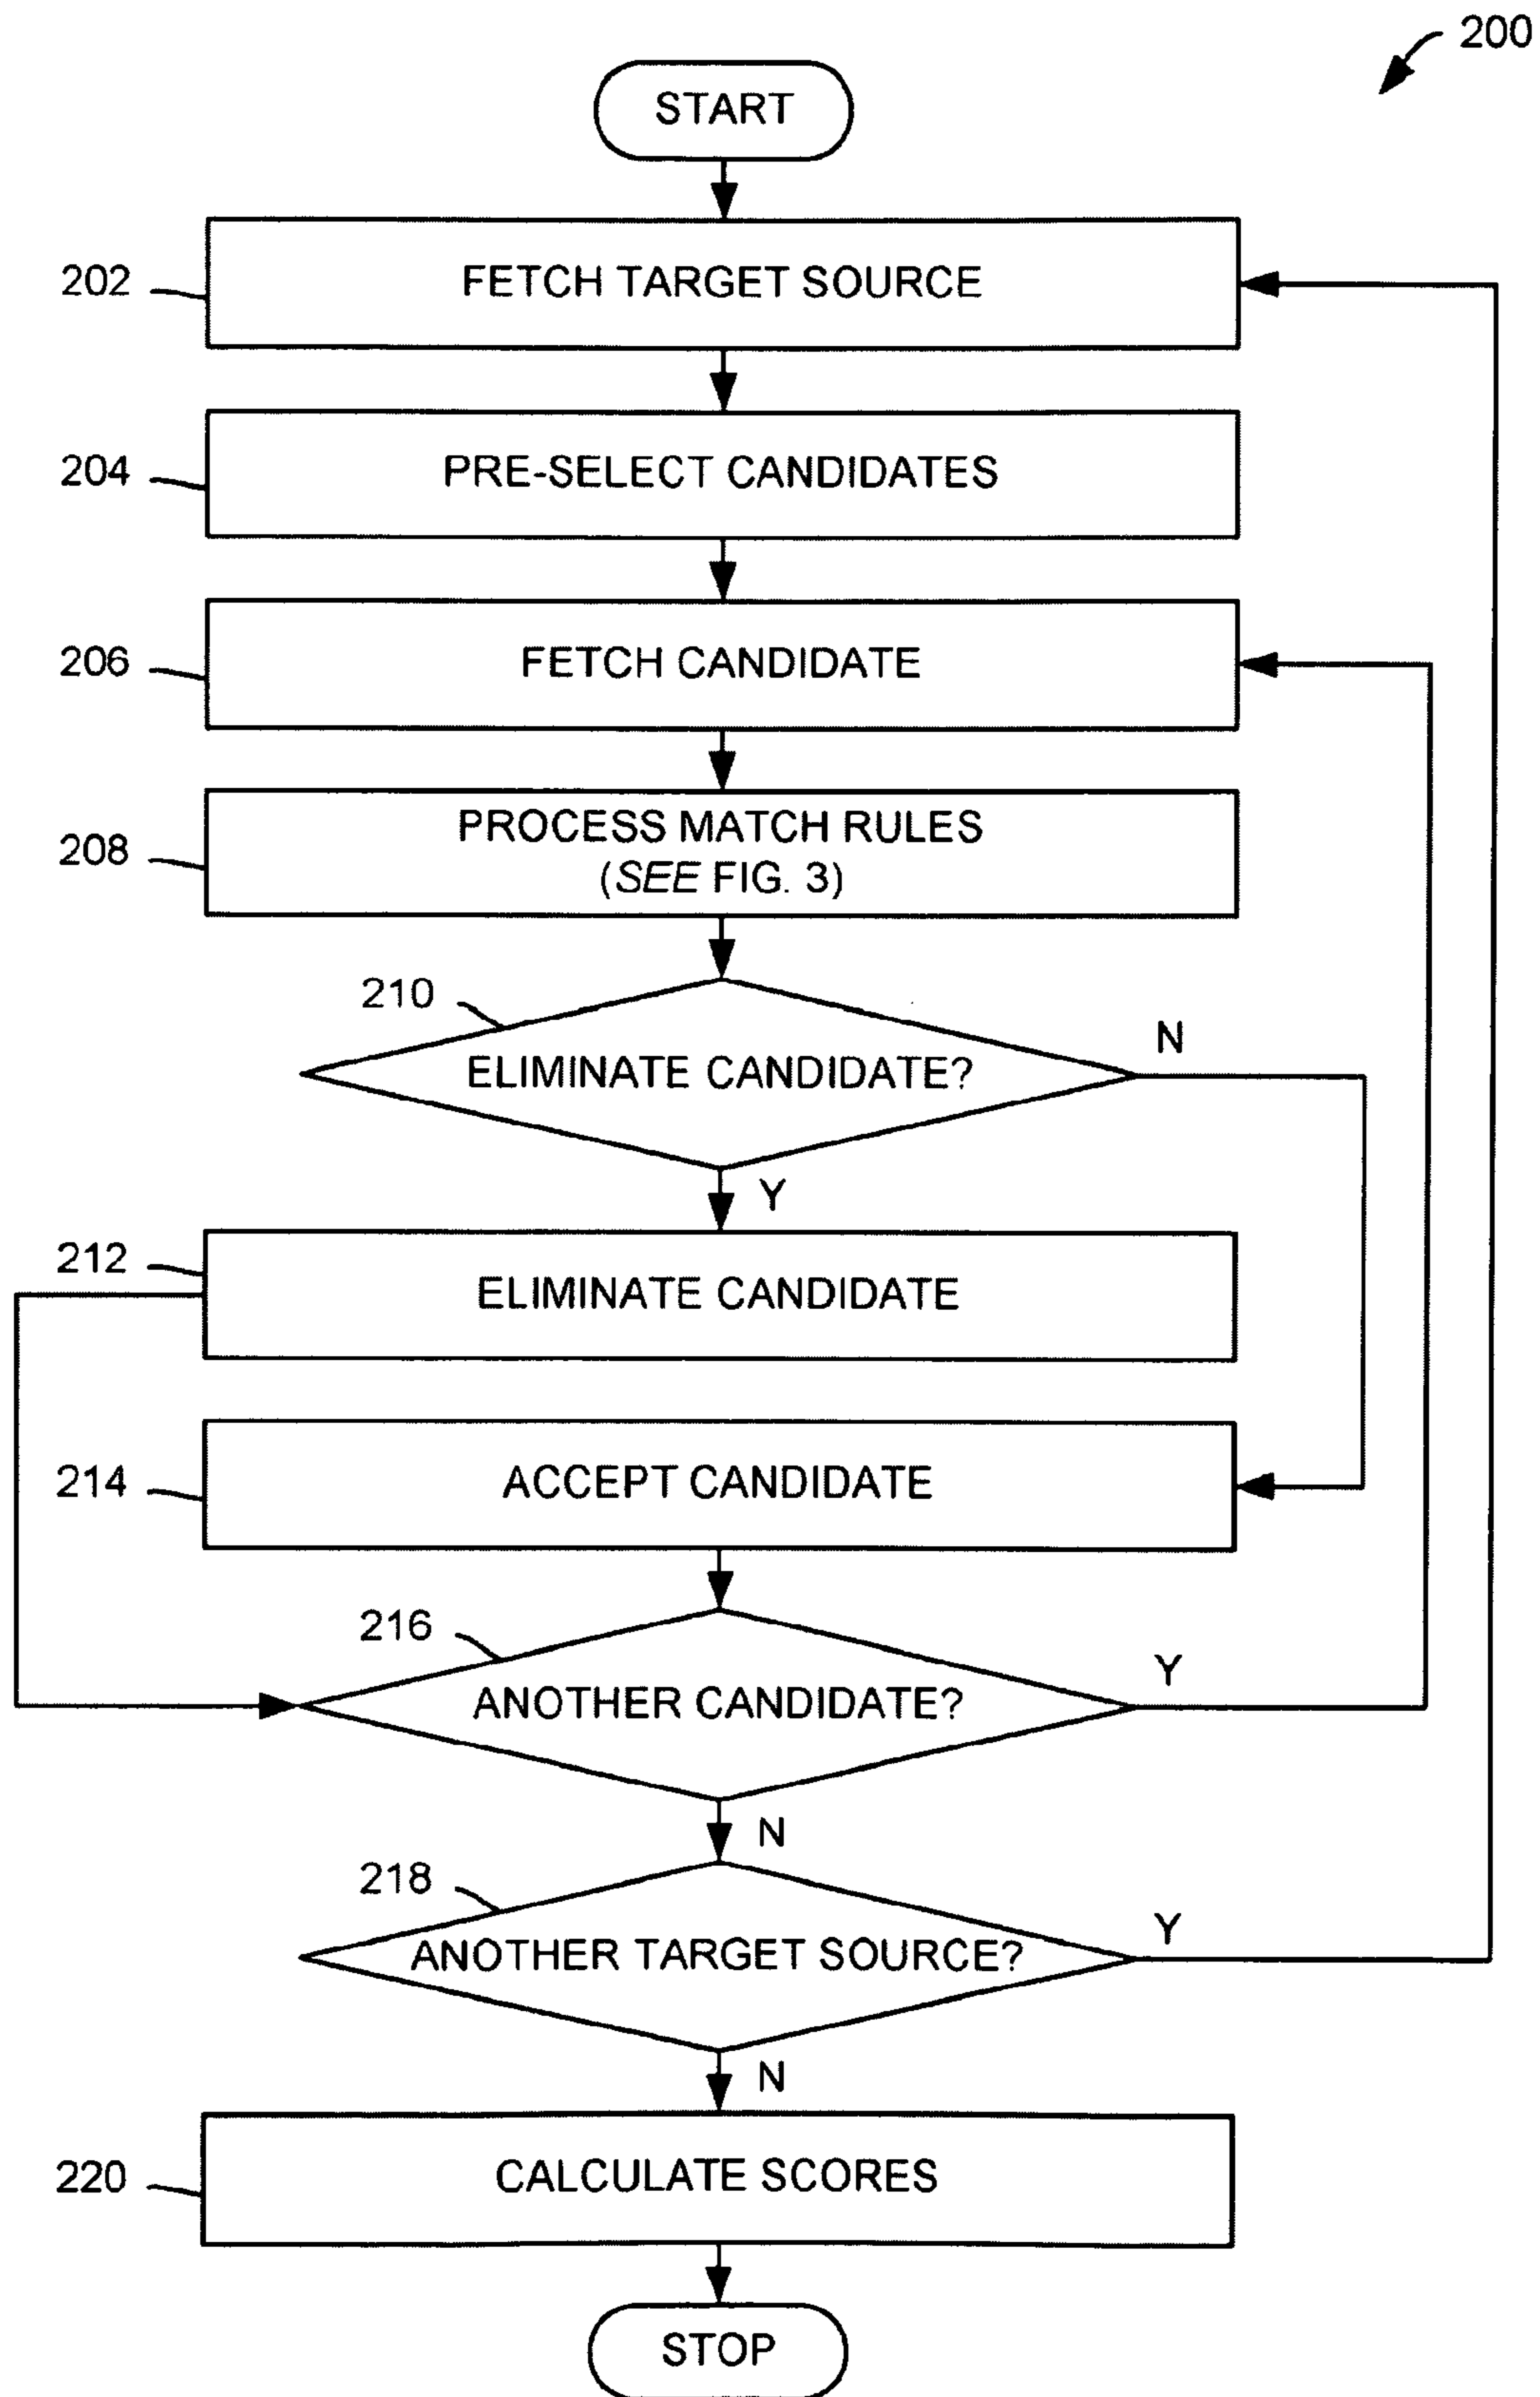 200
START
202
FETCH TARGET SOURCE
204
PRE-SELECT CANDIDATES
206
FETCH CANDIDATE
208
PROCESS MATCH RULES
(SEE FIG. 3)
210
ELIMINATE CANDIDATE?
N
Y
212
ELIMINATE CANDIDATE
214
ACCEPT CANDIDATE
216
ANOTHER CANDIDATE?
Y
N
218
ANOTHER TARGET SOURCE?
Y
N
220
CALCULATE SCORES
STOP